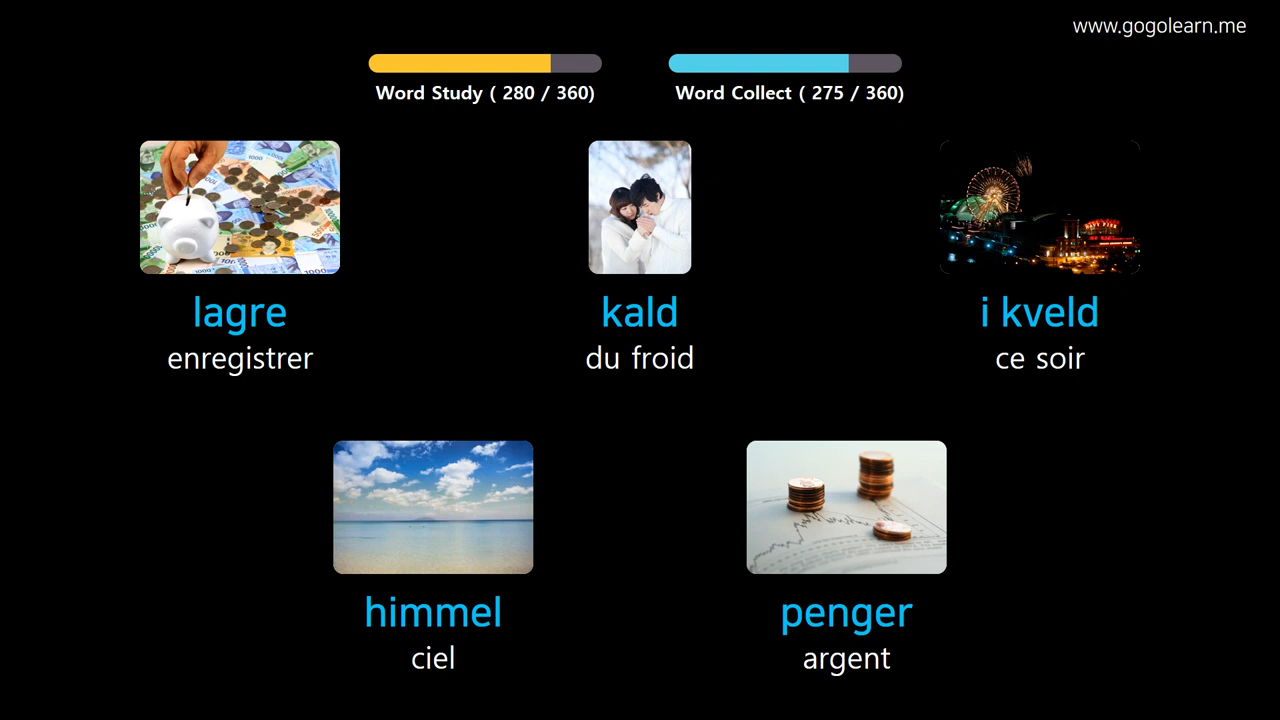 www.gogolearn.me
Word Study ( 280 / 360)
Word Collect ( 275 / 360)
lagre
enregistrer
kald
du froid
i kveld
ce soir
himmel
ciel
penger
argent